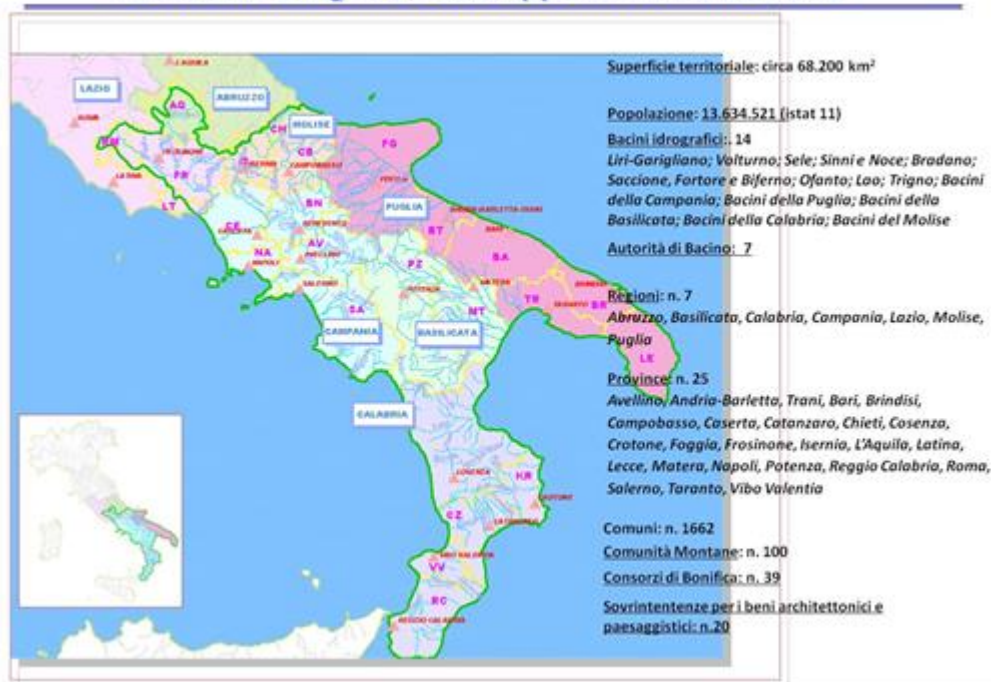 Superficie territoriale: circa 68.200 km²
Popolazione: 13.634.521 (istat 11)
Bacini idrografici:. 14
Liri-Garigliano; Volturno; Sele; Sinni e Noce; Bradano;
Saccione, Fortore e Biferno; Ofanto; Lao; Trigno; Bacini
della Campania; Bacini della Puglia; Bacini della
Basilicata; Bacini della Calabria; Bacini del Molise
Autorità di Bacino: 7
Regioni: n. 7
Abruzzo, Basilicata, Calabria, Campania, Lazio, Molise,
Puglia
Province: n. 25
Avellino, Andria-Barletta, Trani, Bari, Brindisi,
Campobasso, Caserta, Catanzaro, Chieti, Cosenza,
Crotone, Foggia, Frosinone, Isernia, L'Aquila, Latina,
Lecce, Matera, Napoli, Potenza, Reggio Calabria, Roma,
Salerno, Taranto, Vibo Valentia
Comuni: n. 1662
Comunità Montane: n. 100
Consorzi di Bonifica: n. 39
Sovrintentenze per i beni architettonici e
paesaggistici: n.20
LAZIO
ABRUZZO
MOLISE
PUGLIA
CAMPANIA
BASILICATA
CALABRIA
AQ
CH
CB
FG
FR
LT
BN
CE
AV
NA
BT
BA
PZ
SA
MT
BR
LE
KR
CZ
VV
RC
NAPOLI
SALERNO
REGGIO CALABRIA